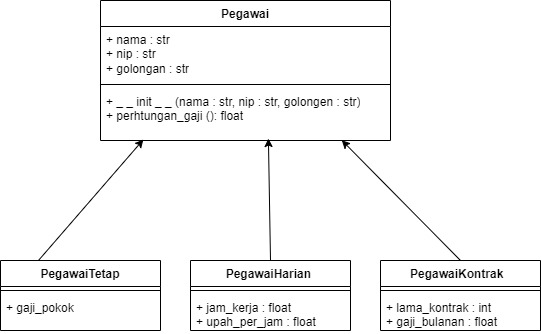 Pegawai
+ nama : str
+ nip : str
+ golongan : str
+ _ _ init _ _ (nama : str, nip : str, golongen : str)
+ perhtungan_gaji (): float
PegawaiTetap
+ gaji_pokok
PegawaiHarian
+ jam_kerja : float
+ upah_per_jam : float
PegawaiKontrak
+ lama_kontrak : int
+ gaji_bulanan : float